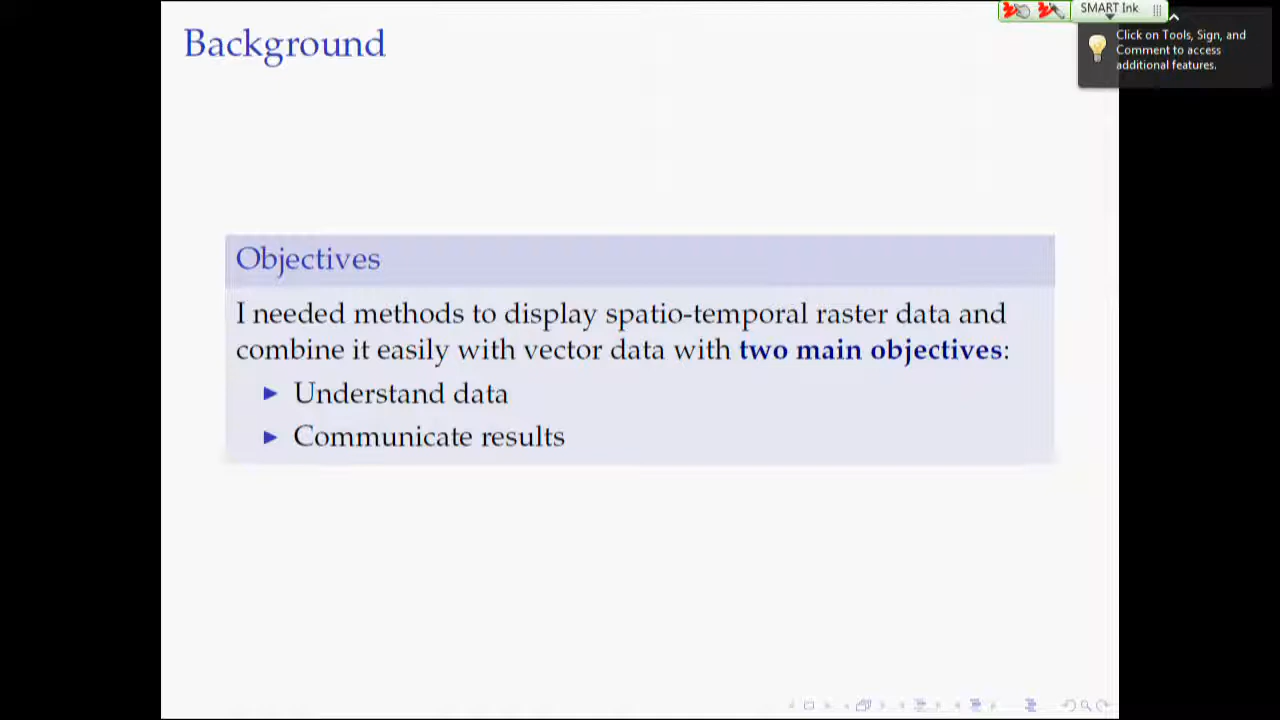 Background
SMART Ink
Click on Tools, Sign, and
Comment to access
additional features.
Objectives
I needed methods to display spatio-temporal raster data and
combine it easily with vector data with two main objectives:
Understand data
Communicate results